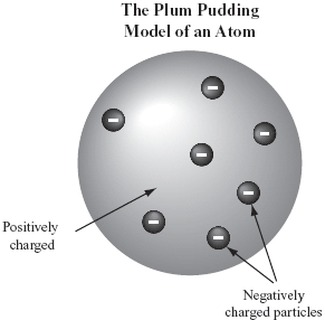 The Plum Pudding
Model of an Atom
Positively
charged
Negatively
charged particles